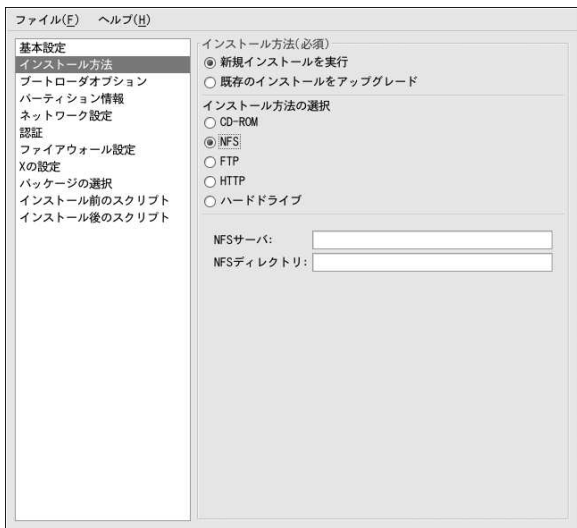 ファイル(F) ヘルプ(H)
基本設定
インストール方法
ブートローダオプション
パーティション情報
ネットワーク設定
認証
ファイアウォール設定
Xの設定
パッケージの選択
インストール前のスクリプト
インストール後のスクリプト
インストール方法(必須)
新規インストールを実行
既存のインストールをアップグレード
インストール方法の選択
CD-ROM
NFS
FTP
HTTP
ハードドライブ
NFSサーバ:
NFSディレクトリ: